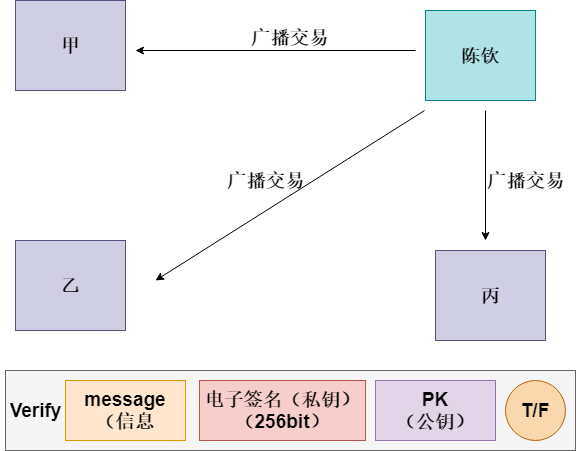 甲
广播交易
陈钦
广播交易
广播交易
乙
丙
Verify
message
（信息
电子签名（私钥）
（256bit）
PK
（公钥）
T/F